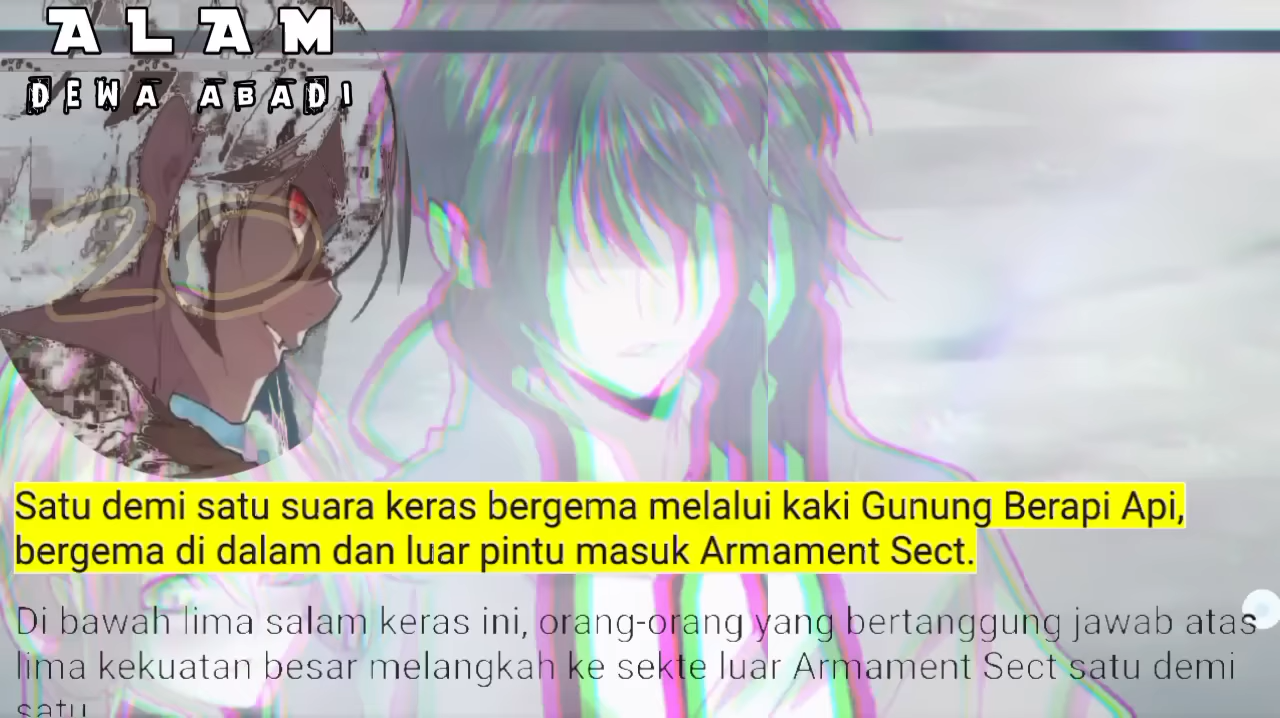 ALAM
DEWA ABADI
20
Satu demi satu suara keras bergema melalui kaki Gunung Berapi Api,
bergema di dalam dan luar pintu masuk Armament Sect.
Di bawah lima salam keras ini, orang-orang yang bertanggung jawab atas
lima kekuatan besar melangkah ke sekte luar Armament Sect satu demi
satu